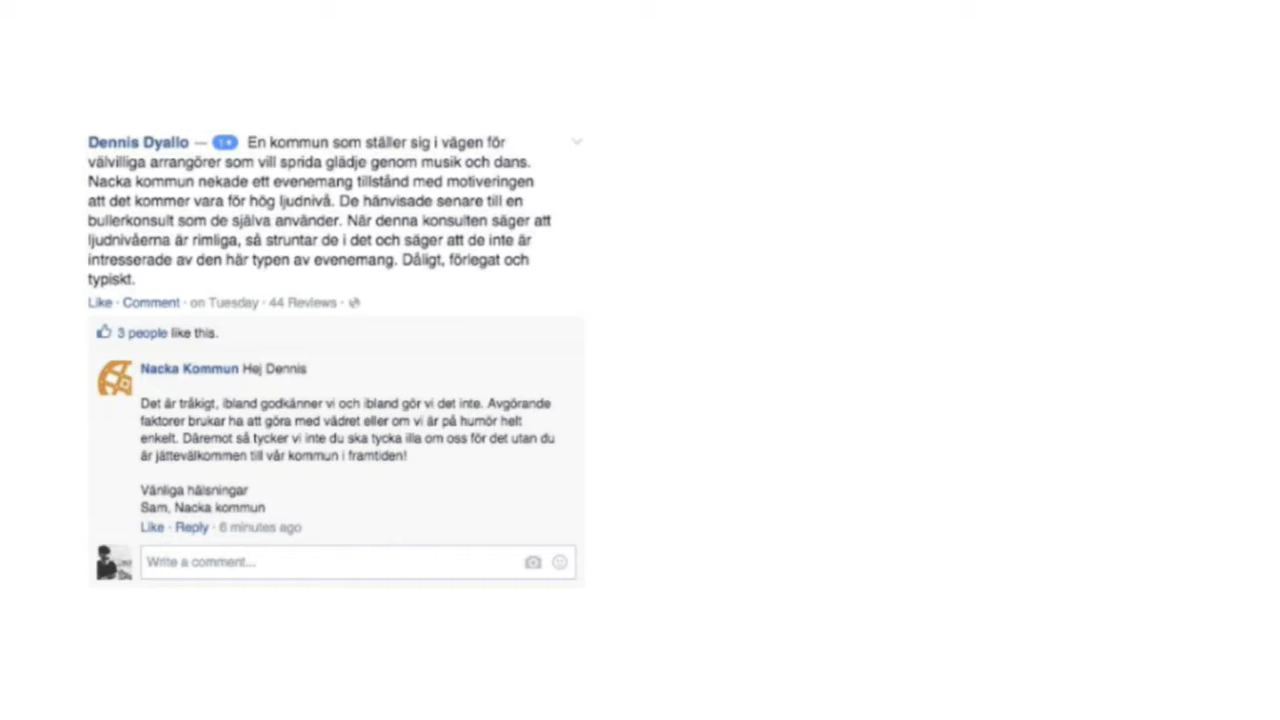 Dennis Dyallo — 1★ En kommun som ställer sig i vägen för
välvilliga arrangörer som vill sprida glädje genom musik och dans.
Nacka kommun nekade ett evenemang tillstånd med motiveringen
att det kommer vara för hög ljudnivå. De hänvisade senare till en
bullerkonsult som de själva använder. När denna konsulten säger att
ljudnivåerna är rimliga, så struntar de i det och säger att de inte är
intresserade av den här typen av evenemang. Dåligt, förlegat och
typiskt.
Like · Comment · on Tuesday · 44 Reviews ·
3 people like this.
Nacka Kommun Hej Dennis
Det är tråkigt, ibland godkänner vi och ibland gör vi det inte. Avgörande
faktorer brukar ha att göra med vädret eller om vi är på humör helt
enkelt. Däremot så tycker vi inte du ska tycka illa om oss för det utan du
är jättevälkommen till vår kommun i framtiden!
Vänliga hälsningar
Sam, Nacka kommun
Like · Reply · 6 minutes ago
Write a comment...